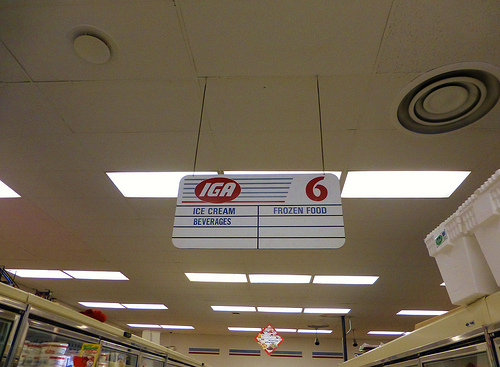 IGA 6
ICE CREAM FROZEN FOOD
BEVERAGES